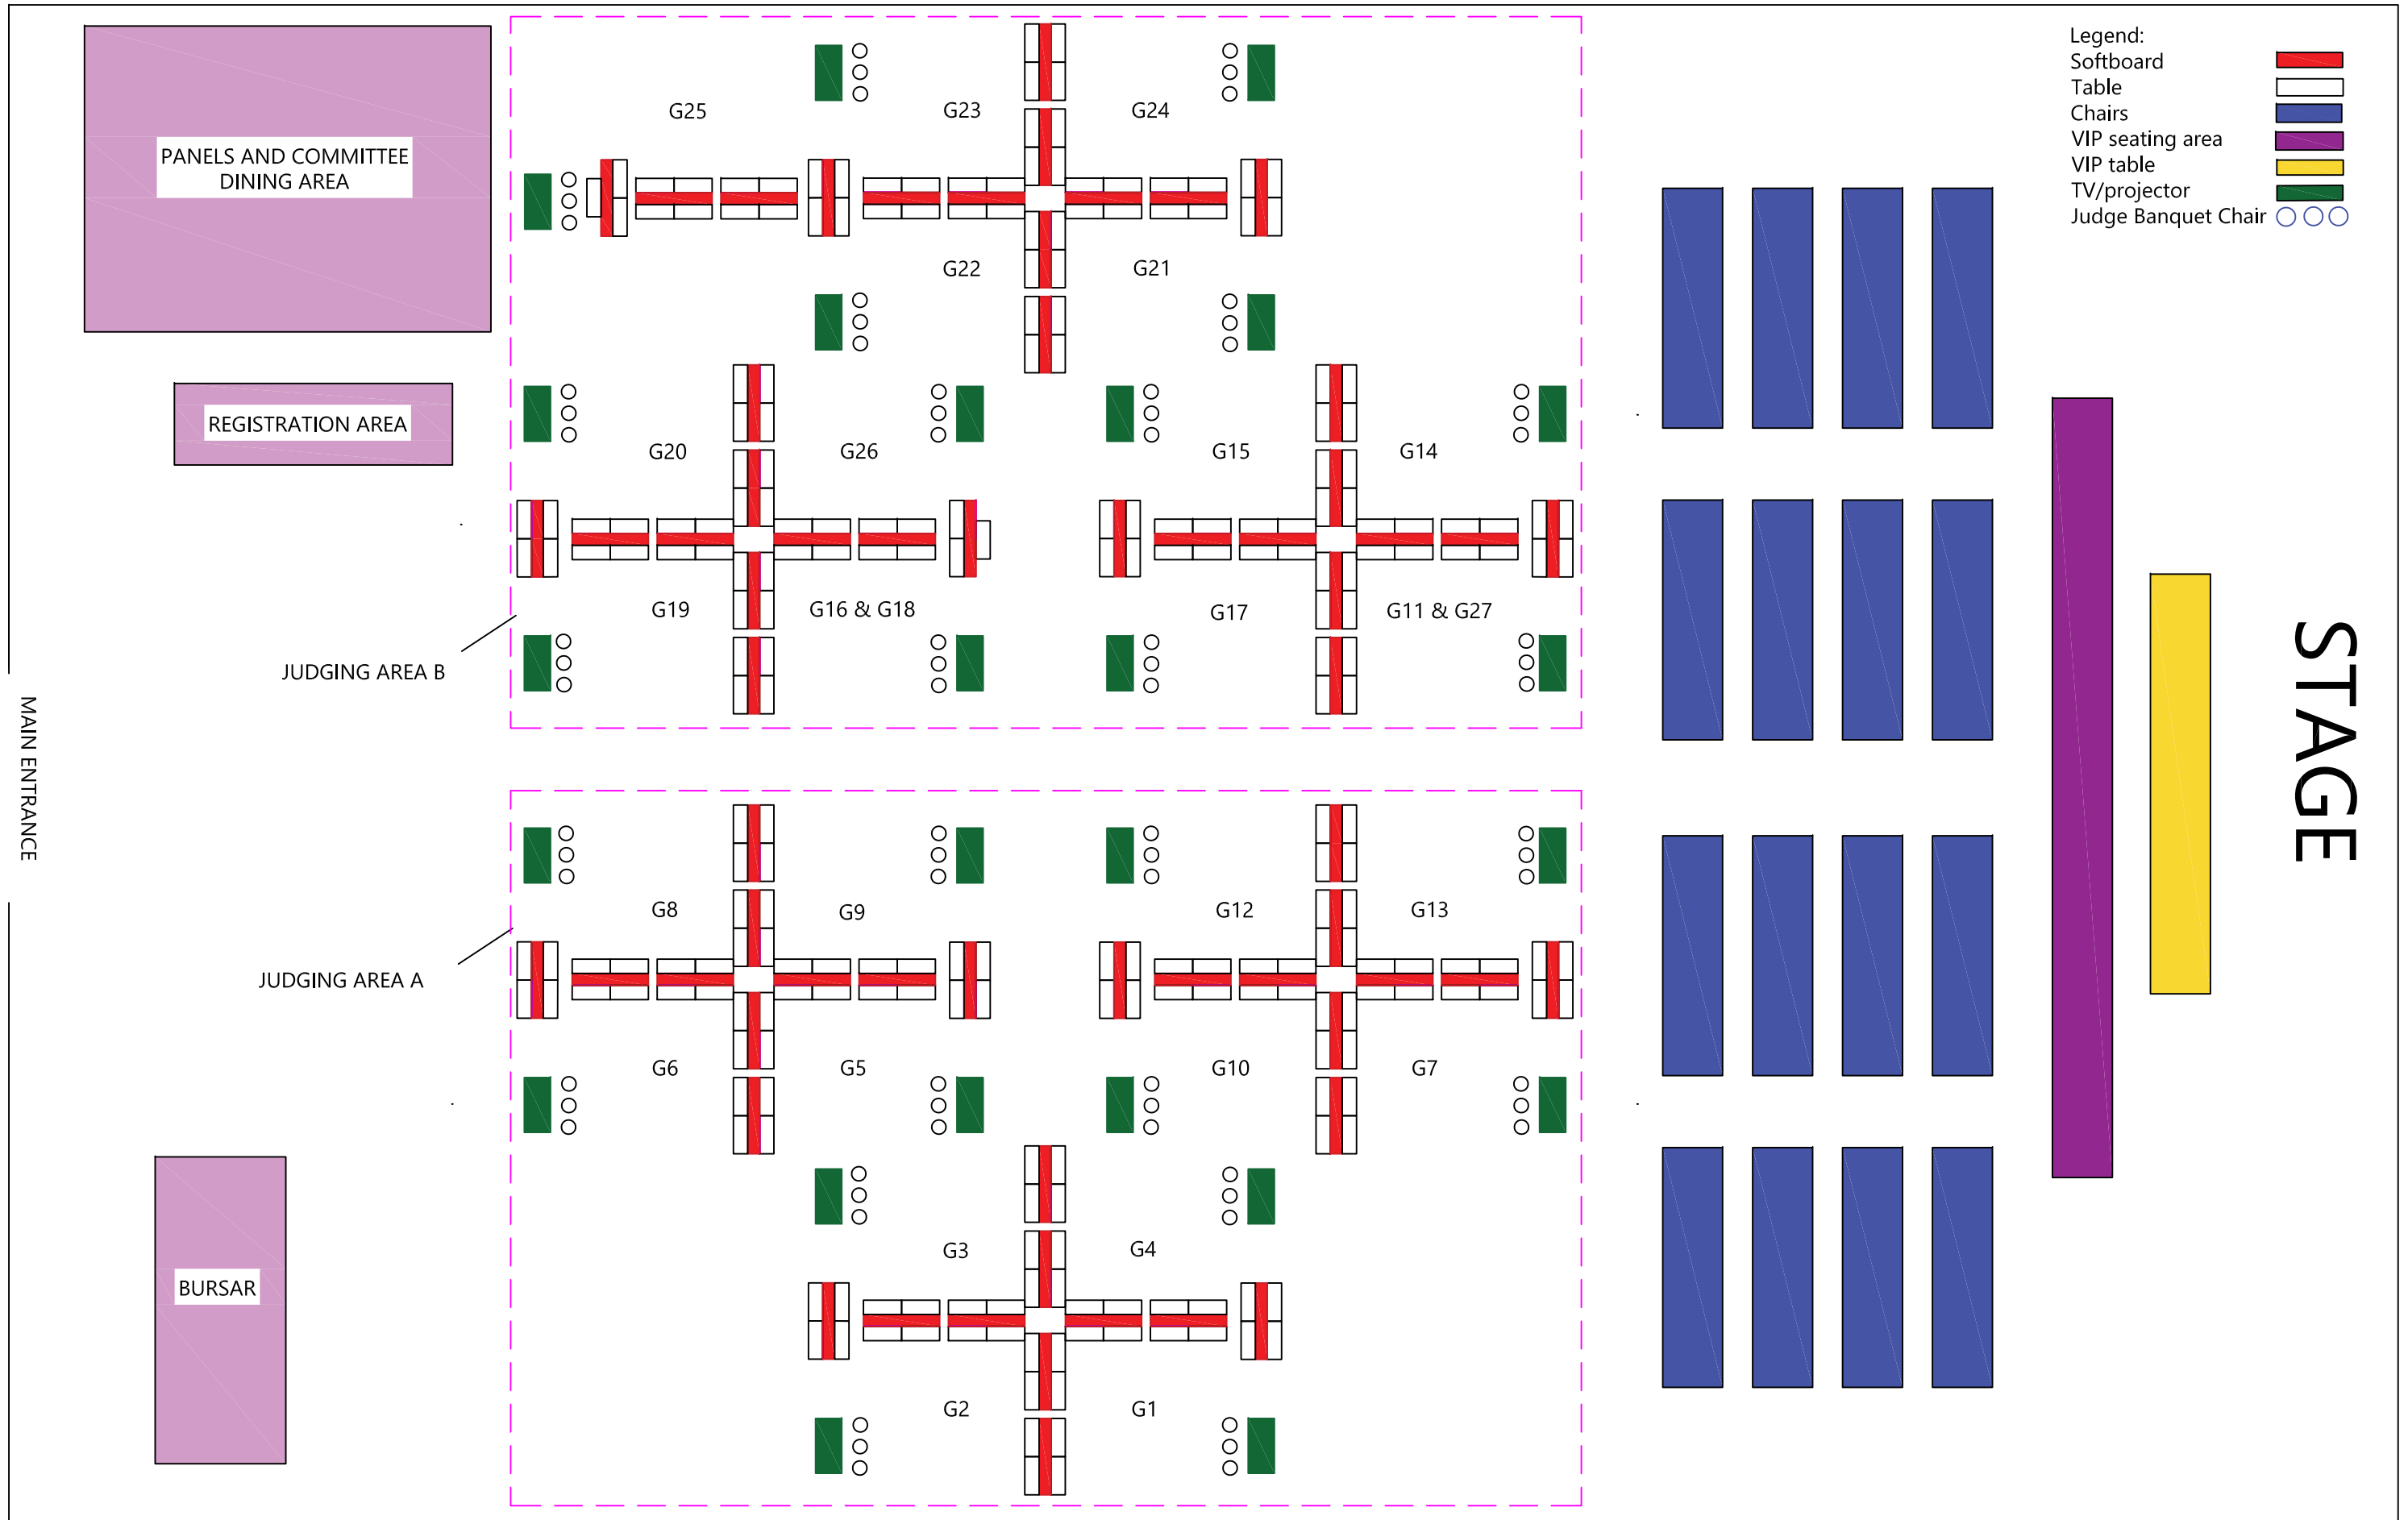 Legend:
Softboard
Table
Chairs
VIP seating area
VIP table
TV/projector
Judge Banquet Chair
PANELS AND COMMITTEE
DINING AREA
REGISTRATION AREA
G25
G23
G24
G22
G21
G20
G26
G15
G14
G19
G16 & G18
G17
G11 & G27
JUDGING AREA B
MAIN ENTRANCE
STAGE
G8
G9
G12
G13
JUDGING AREA A
G6
G5
G10
G7
G3
G4
BURSAR
G2
G1